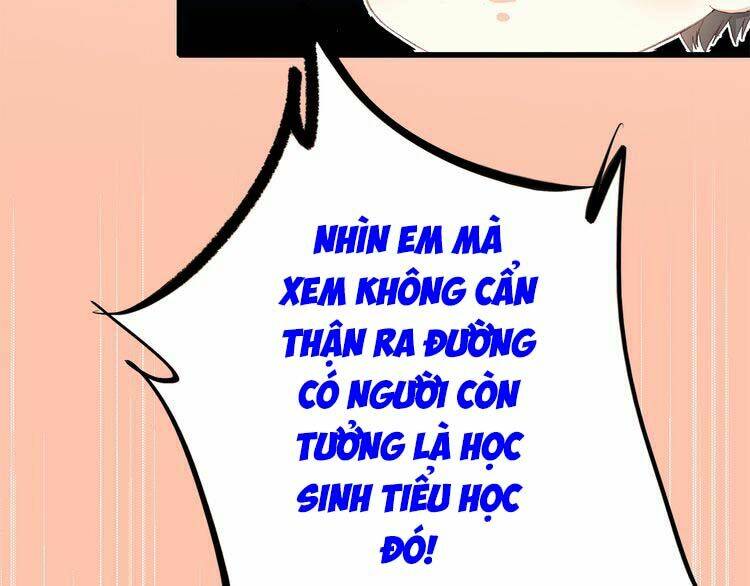 NHÌN EM MÀ
XEM KHÔNG CẨN
THẬN RA ĐƯỜNG
CÓ NGƯỜI CÒN
TƯỞNG LÀ HỌC
SINH TIỂU HỌC
ĐÓ!